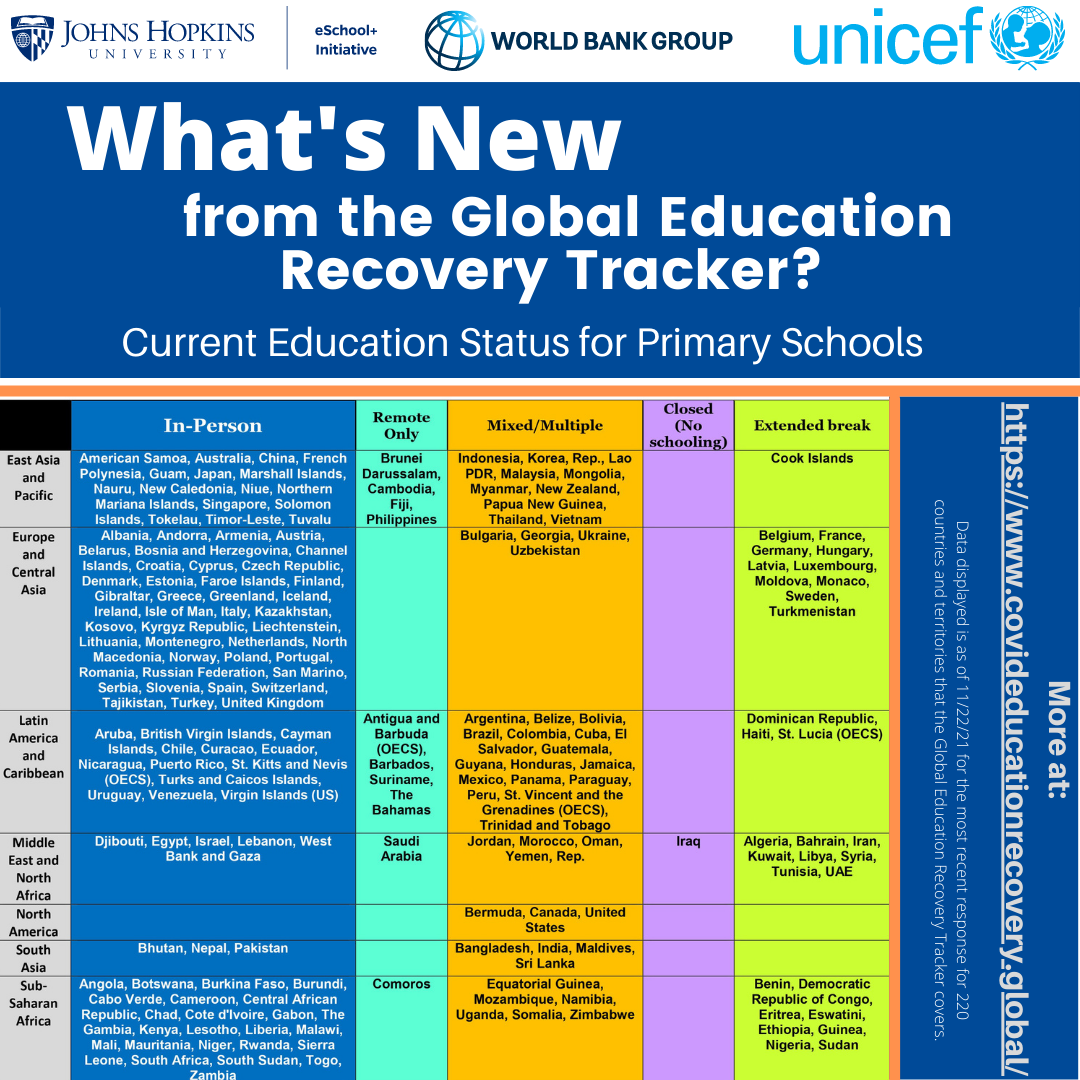 JOHNS HOPKINS
UNIVERSITY
eSchool+
Initiative
WORLD BANK GROUP
unicef
What's New
from the Global Education
Recovery Tracker?
Current Education Status for Primary Schools
In-Person
Remote
Only
Mixed/Multiple
Closed
(No
schooling)
Extended break
East Asia
and
Pacific
American Samoa, Australia, China, French
Polynesia, Guam, Japan, Marshall Islands,
Nauru, New Caledonia, Niue, Northern
Mariana Islands, Singapore, Solomon
Islands, Tokelau, Timor-Leste, Tuvalu
Brunei
Darussalam,
Cambodia,
Fiji,
Philippines
Indonesia, Korea, Rep., Lao
PDR, Malaysia, Mongolia,
Myanmar, New Zealand,
Papua New Guinea,
Thailand, Vietnam
Cook Islands
Europe
and
Central
Asia
Albania, Andorra, Armenia, Austria,
Belarus, Bosnia and Herzegovina, Channel
Islands, Croatia, Cyprus, Czech Republic,
Denmark, Estonia, Faroe Islands, Finland,
Gibraltar, Greece, Greenland, Iceland,
Ireland, Isle of Man, Italy, Kazakhstan,
Kosovo, Kyrgyz Republic, Liechtenstein,
Lithuania, Montenegro, Netherlands, North
Macedonia, Norway, Poland, Portugal,
Romania, Russian Federation, San Marino,
Serbia, Slovenia, Spain, Switzerland,
Tajikistan, Turkey, United Kingdom
Bulgaria, Georgia, Ukraine,
Uzbekistan
Belgium, France,
Germany, Hungary,
Latvia, Luxembourg,
Moldova, Monaco,
Sweden,
Turkmenistan
Latin
America
and
Caribbean
Aruba, British Virgin Islands, Cayman
Islands, Chile, Curacao, Ecuador,
Nicaragua, Puerto Rico, St. Kitts and Nevis
(OECS), Turks and Caicos Islands,
Uruguay, Venezuela, Virgin Islands (US)
Antigua and
Barbuda
(OECS),
Barbados,
Suriname,
The
Bahamas
Argentina, Belize, Bolivia,
Brazil, Colombia, Cuba, El
Salvador, Guatemala,
Guyana, Honduras, Jamaica,
Mexico, Panama, Paraguay,
Peru, St. Vincent and the
Grenadines (OECS),
Trinidad and Tobago
Dominican Republic,
Haiti, St. Lucia (OECS)
Middle
East and
North
Africa
Djibouti, Egypt, Israel, Lebanon, West
Bank and Gaza
Saudi
Arabia
Jordan, Morocco, Oman,
Yemen, Rep.
Iraq
Algeria, Bahrain, Iran,
Kuwait, Libya, Syria,
Tunisia, UAE
North
America
Bermuda, Canada, United
States
South
Asia
Bhutan, Nepal, Pakistan
Bangladesh, India, Maldives,
Sri Lanka
Sub-
Saharan
Africa
Angola, Botswana, Burkina Faso, Burundi,
Cabo Verde, Cameroon, Central African
Republic, Chad, Cote d'Ivoire, Gabon, The
Gambia, Kenya, Lesotho, Liberia, Malawi,
Mali, Mauritania, Niger, Rwanda, Sierra
Leone, South Africa, South Sudan, Togo,
Zambia
Comoros
Equatorial Guinea,
Mozambique, Namibia,
Uganda, Somalia, Zimbabwe
Benin, Democratic
Republic of Congo,
Eritrea, Eswatini,
Ethiopia, Guinea,
Nigeria, Sudan
More at:
https://www.covideducationrecovery.global/
Data displayed is as of 11/22/21 for the most recent response for 220
countries and territories that the Global Education Recovery Tracker covers.